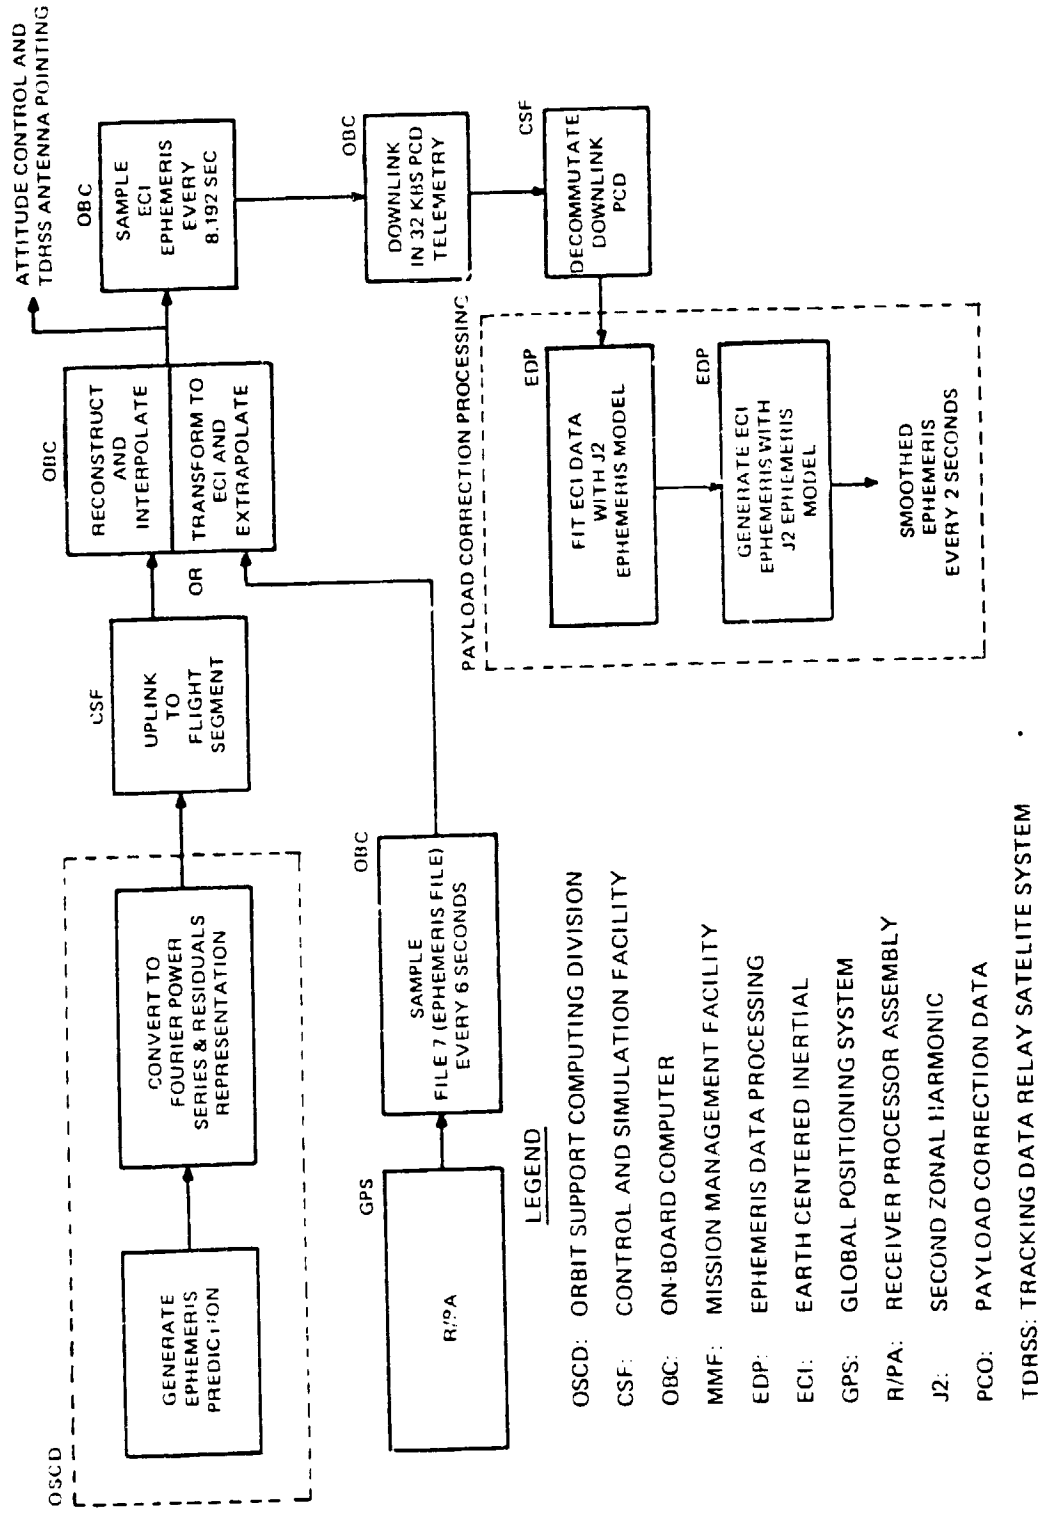 OSCD
GENERATE
EPHEMERIS
PREDICTION
CONVERT TO
FOURIER POWER
SERIES & RESIDUALS
REPRESENTATION
CSF
UPLINK
TO
FLIGHT
SEGMENT
OBC
RECONSTRUCT
AND
INTERPOLATE
TRANSFORM TO
ECI AND
EXTRAPOLATE
OR
ATTITUDE CONTROL AND
TDRSS ANTENNA POINTING
OBC
SAMPLE
ECI
EPHEMERIS
EVERY
8.192 SEC
GPS
R/PA
OBC
SAMPLE
FILE 7 (EPHEMERIS FILE)
EVERY 6 SECONDS
OBC
DOWNLINK
IN 32 KBS PCD
TELEMETRY
CSF
DECOMMUTATE
DOWNLINK
PCD
PAYLOAD CORRECTION PROCESSING
EDP
FIT ECI DATA
WITH J2
EPHEMERIS MODEL
EDP
GENERATE ECI
EPHEMERIS WITH
J2 EPHEMERIS
MODEL
SMOOTHED
EPHEMERIS
EVERY 2 SECONDS
LEGEND
OSCD: ORBIT SUPPORT COMPUTING DIVISION
CSF: CONTROL AND SIMULATION FACILITY
OBC: ON-BOARD COMPUTER
MMF: MISSION MANAGEMENT FACILITY
EDP: EPHEMERIS DATA PROCESSING
ECI: EARTH CENTERED INERTIAL
GPS: GLOBAL POSITIONING SYSTEM
R/PA: RECEIVER PROCESSOR ASSEMBLY
J2: SECOND ZONAL HARMONIC
PCO: PAYLOAD CORRECTION DATA
TDRSS: TRACKING DATA RELAY SATELITE SYSTEM